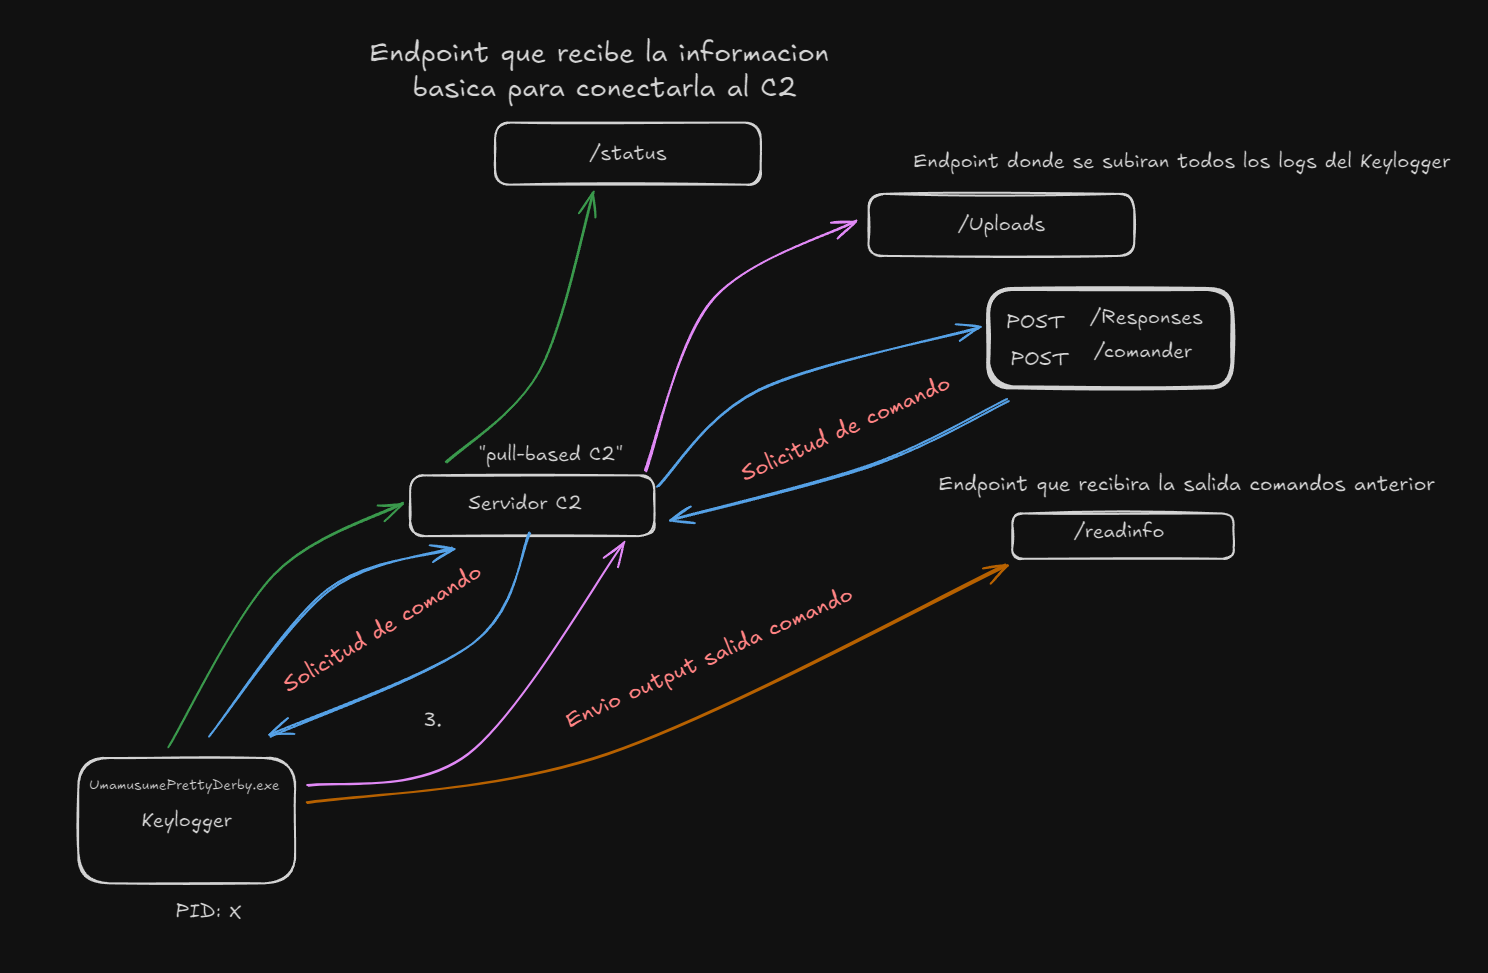 Endpoint que recibe la informacion
basica para conectarla al C2
/status
Endpoint donde se subiran todos los logs del Keylogger
/Uploads
POST /Responses
POST /comander
Solicitud de comando
"pull-based C2"
Servidor C2
Endpoint que recibira la salida comandos anterior
/readinfo
Solicitud de comando
Envio output salida comando
3.
UmamusumePrettyDerby.exe
Keylogger
PID: X